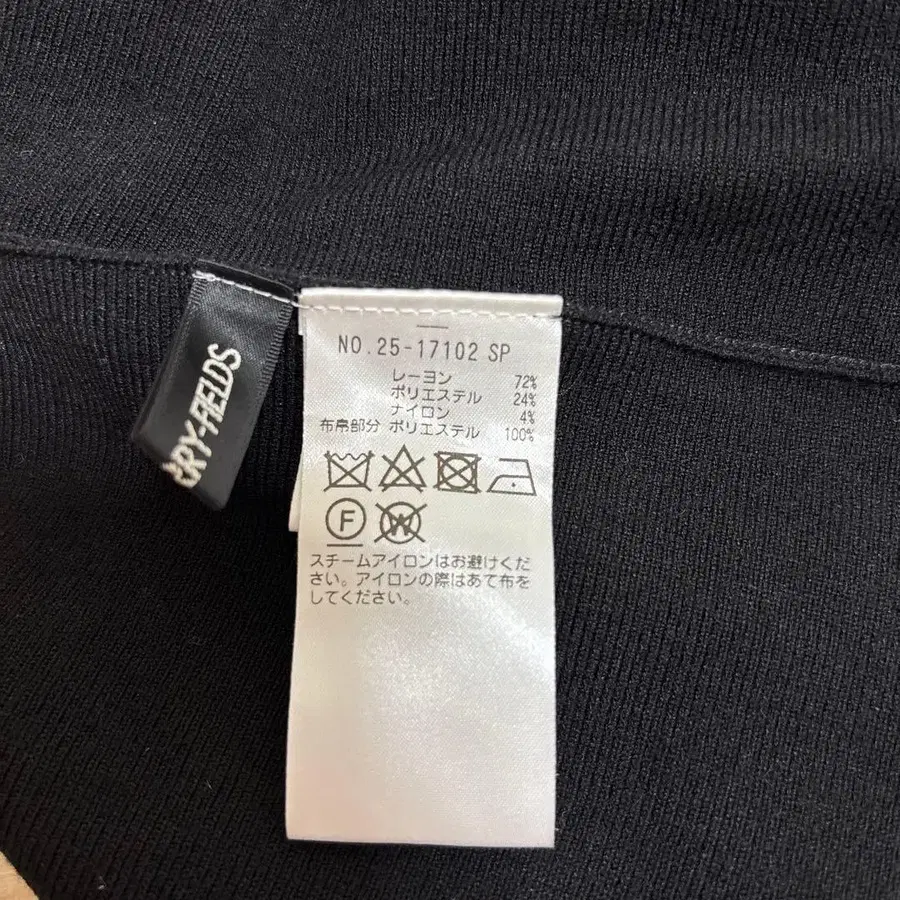 RRY-FIELDS
NO.25-17102 SP
レーヨン 72%
ポリエステル 24%
ナイロン 4%
布帛部分 ポリエステル 100%
F W
スチームアイロンはお避けくだ
さい。アイロンの際はあて布を
してください。